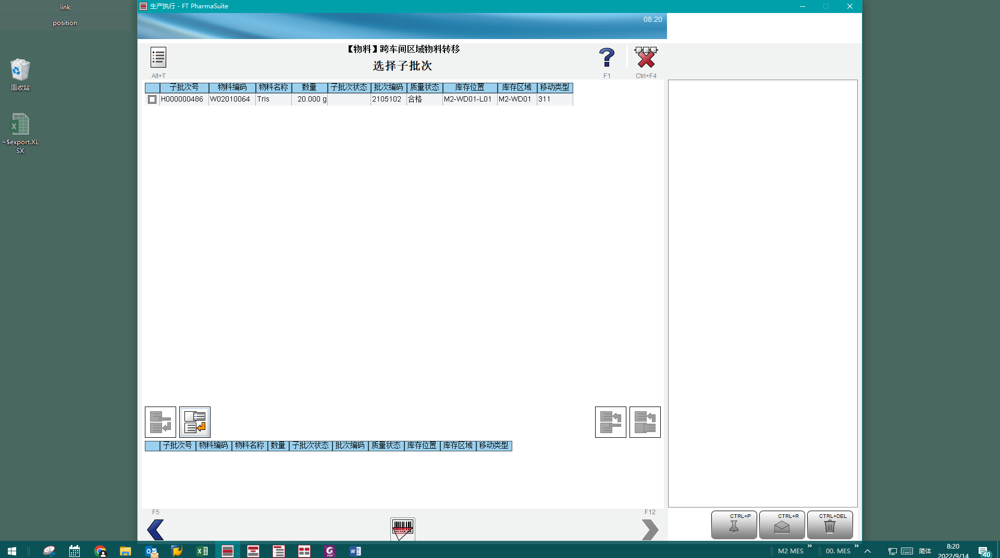 link
position
回收站
~$export.XL
SX
生产执行 - FT PharmaSuite
08:20
【物料】跨车间区域物料转移
选择子批次
Alt+T
F1
Ctrl+F4
子批次号 物料编码 物料名称 数量 子批次状态 批次编码 质量状态 库存位置 库存区域 移动类型
H000000486 W02010064 Tris 20.000 g 2105102 合格 M2-WD01-L01 M2-WD01 311
子批次号 物料编码 物料名称 数量 子批次状态 批次编码 质量状态 库存位置 库存区域 移动类型
F5
F12
CTRL+P
CTRL+R
CTRL+DEL
M2 MES
00. MES
简体
8:20
2022/9/14
40